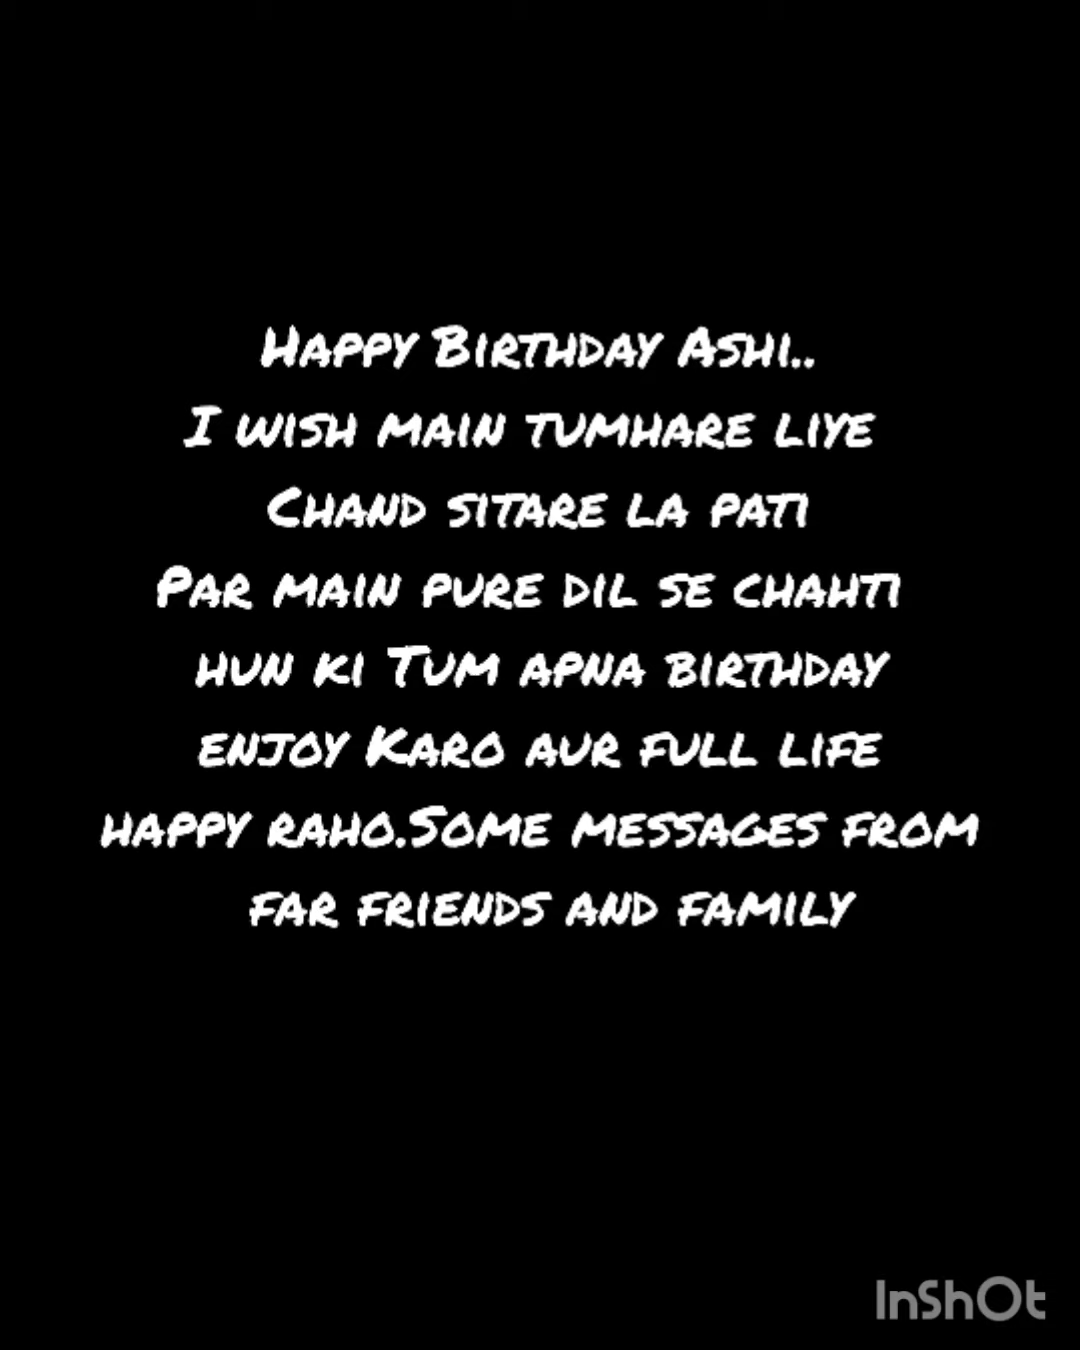 Happy Birthday Ashi..
I wish main tumhare liye
Chand sitare la pati
Par main pure dil se chahti
hun ki Tum apna birthday
enjoy Karo aur full life
happy raho.Some messages from
far friends and family
InShOt